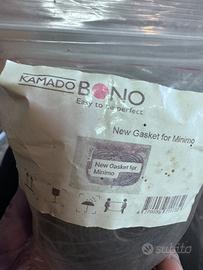 KAMADO BONO
Easy to be perfect
New Gasket for Minimo
New Gasket for
Minimo
subito